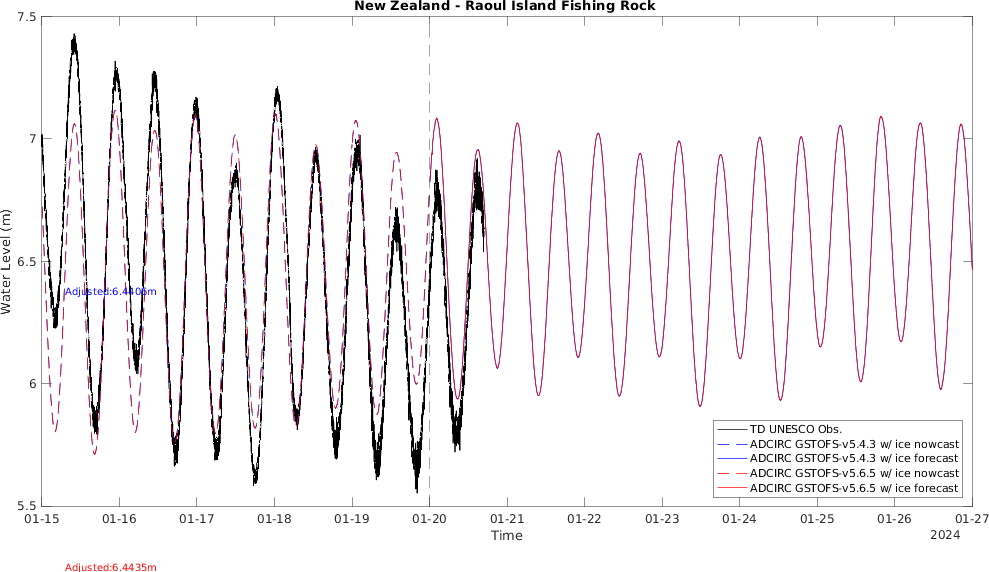 New Zealand - Raoul Island Fishing Rock
7.5
7
6.5
6
5.5
Water Level (m)
Adjusted:6.4406m
TD UNESCO Obs.
ADCIRC GSTOFS-v5.4.3 w/ ice nowcast
ADCIRC GSTOFS-v5.4.3 w/ ice forecast
ADCIRC GSTOFS-v5.6.5 w/ ice nowcast
ADCIRC GSTOFS-v5.6.5 w/ ice forecast
01-15 01-16 01-17 01-18 01-19 01-20 01-21 01-22 01-23 01-24 01-25 01-26 01-27
Time
2024
Adjusted:6.4435m